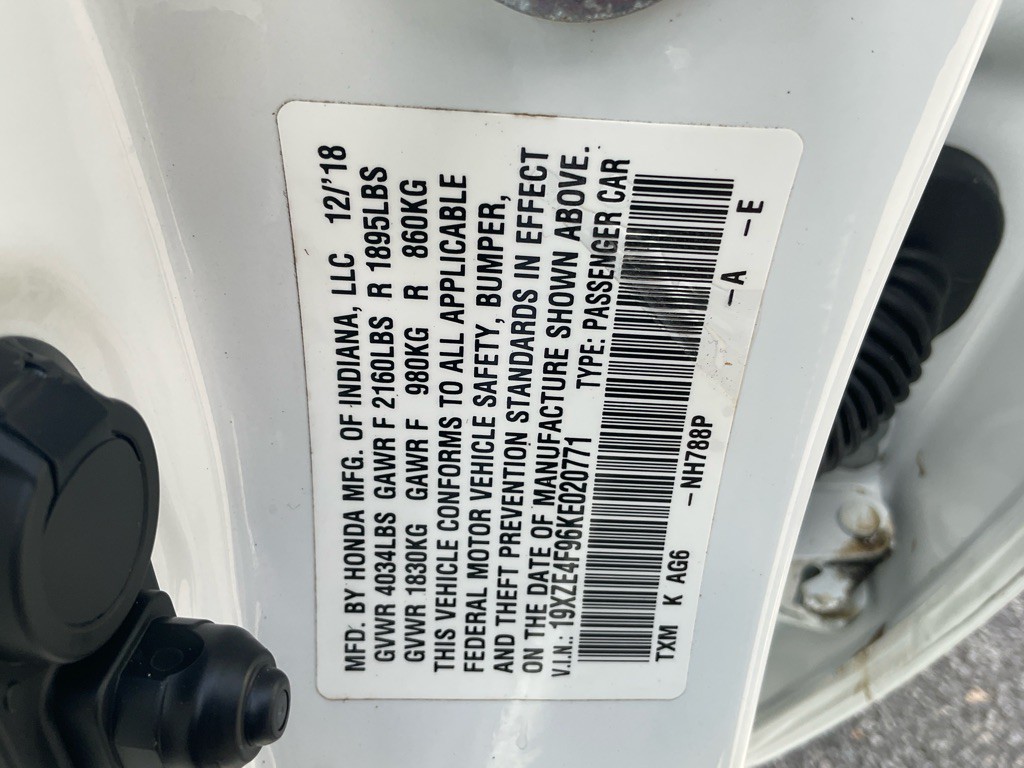 MFD. BY HONDA MFG. OF INDIANA, LLC 12/'18
GVWR 4034LBS GAWR F 2160LBS R 1895LBS
GVWR 1830KG GAWR F 980KG R 860KG
THIS VEHICLE CONFORMS TO ALL APPLICABLE
FEDERAL MOTOR VEHICLE SAFETY, BUMPER,
AND THEFT PREVENTION STANDARDS IN EFFECT
ON THE DATE OF MANUFACTURE SHOWN ABOVE.
V.I.N.: 19XZE4F96KE020771 TYPE: PASSENGER CAR
TXM K AG6 -NH788P -A -E